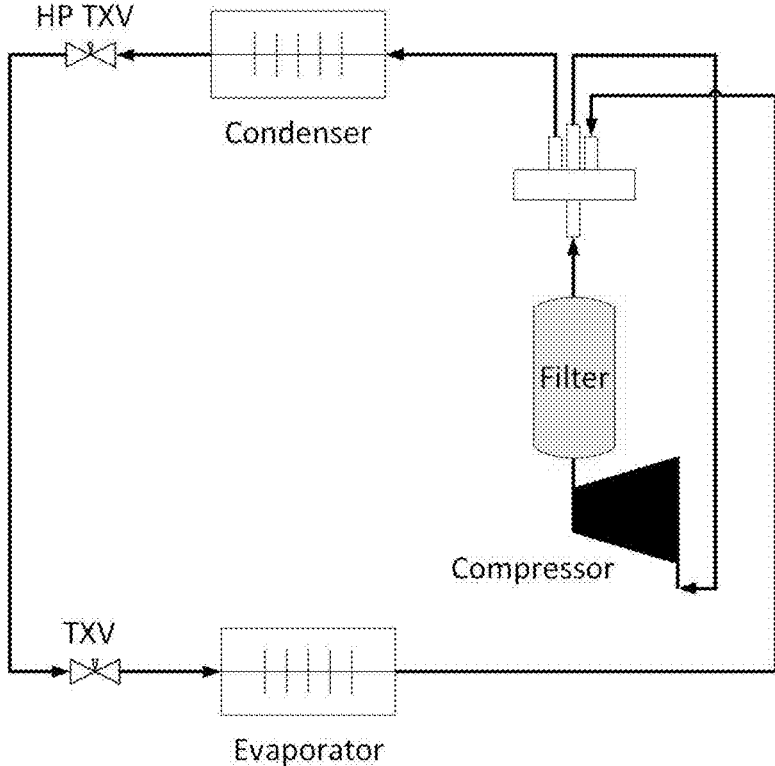 HP TXV
Condenser
Filter
Compressor
TXV
Evaporator